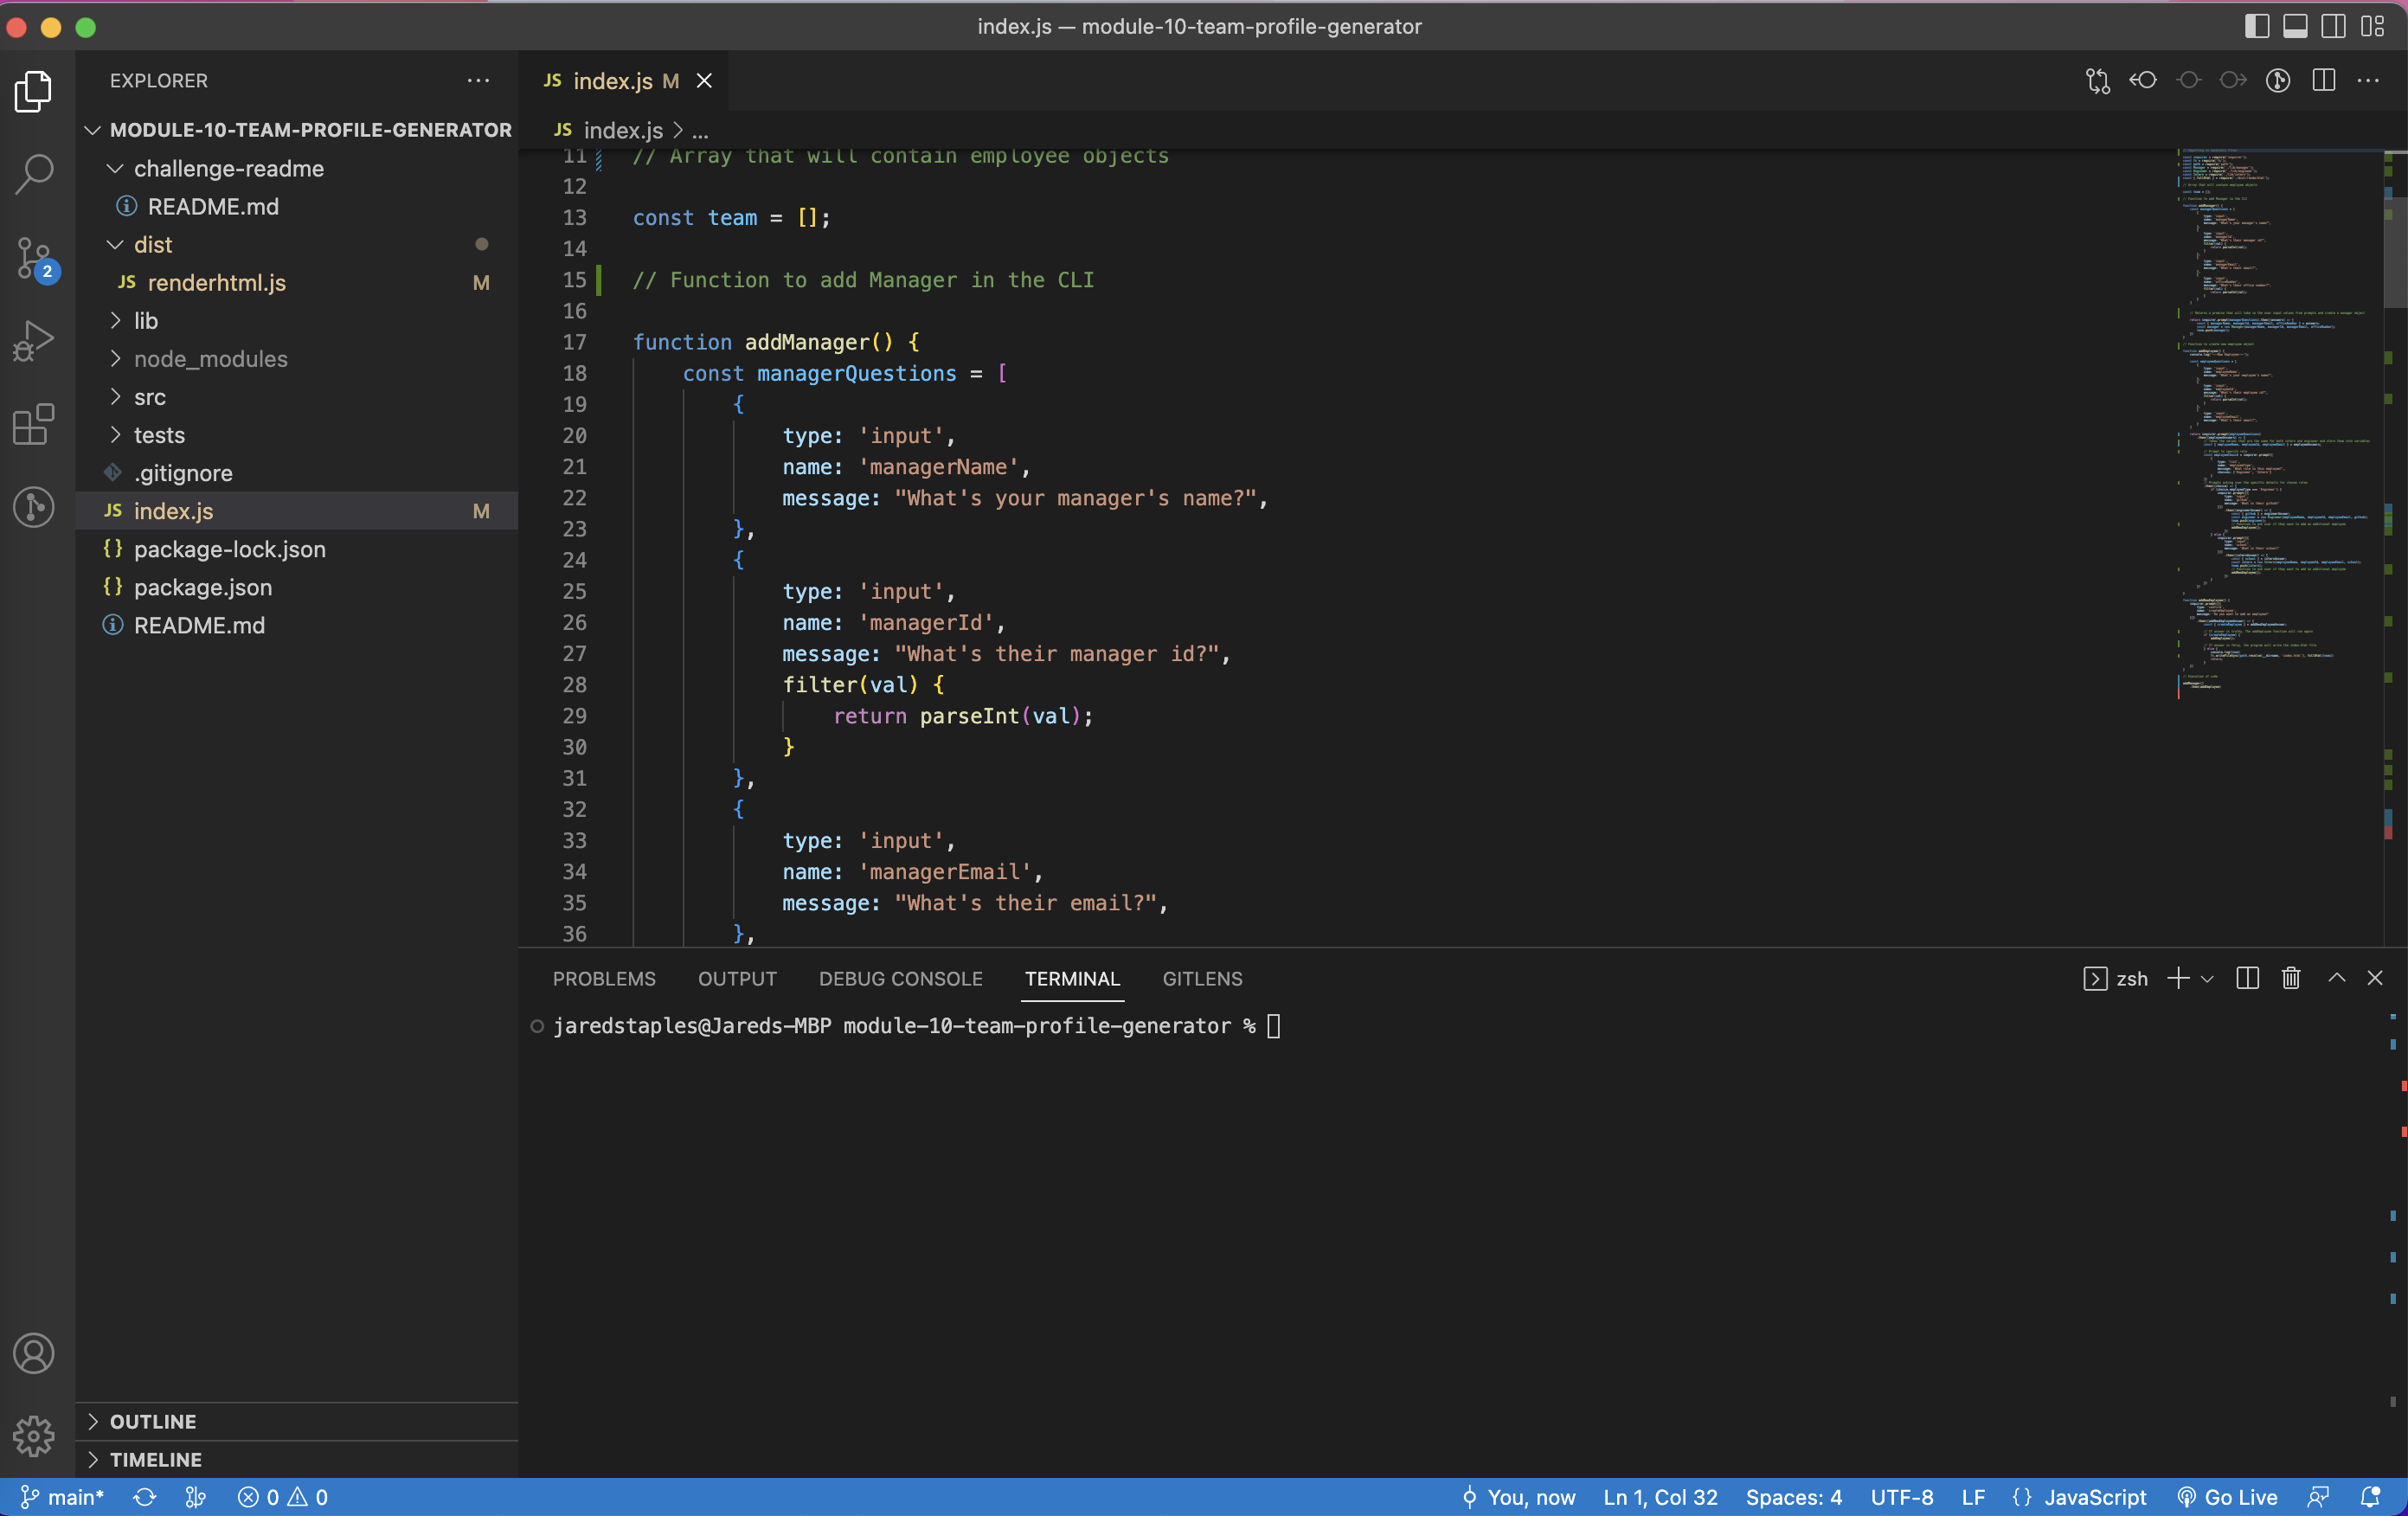 index.js — module-10-team-profile-generator
EXPLORER
JS index.js M
MODULE-10-TEAM-PROFILE-GENERATOR
JS index.js > ...
challenge-readme
README.md
dist
JS renderhtml.js M
lib
node_modules
src
tests
.gitignore
JS index.js M
{} package-lock.json
{} package.json
README.md
2
11 // Array that will contain employee objects
12
13 const team = [];
14
15 // Function to add Manager in the CLI
16
17 function addManager() {
18 const managerQuestions = [
19 {
20 type: 'input',
21 name: 'managerName',
22 message: "What's your manager's name?",
23 },
24 {
25 type: 'input',
26 name: 'managerId',
27 message: "What's their manager id?",
28 filter(val) {
29 return parseInt(val);
30 }
31 },
32 {
33 type: 'input',
34 name: 'managerEmail',
35 message: "What's their email?",
36 },
PROBLEMS OUTPUT DEBUG CONSOLE TERMINAL GITLENS
zsh
jaredstaples@Jareds-MBP module-10-team-profile-generator %
OUTLINE
TIMELINE
main* 0 0 You, now Ln 1, Col 32 Spaces: 4 UTF-8 LF {} JavaScript Go Live